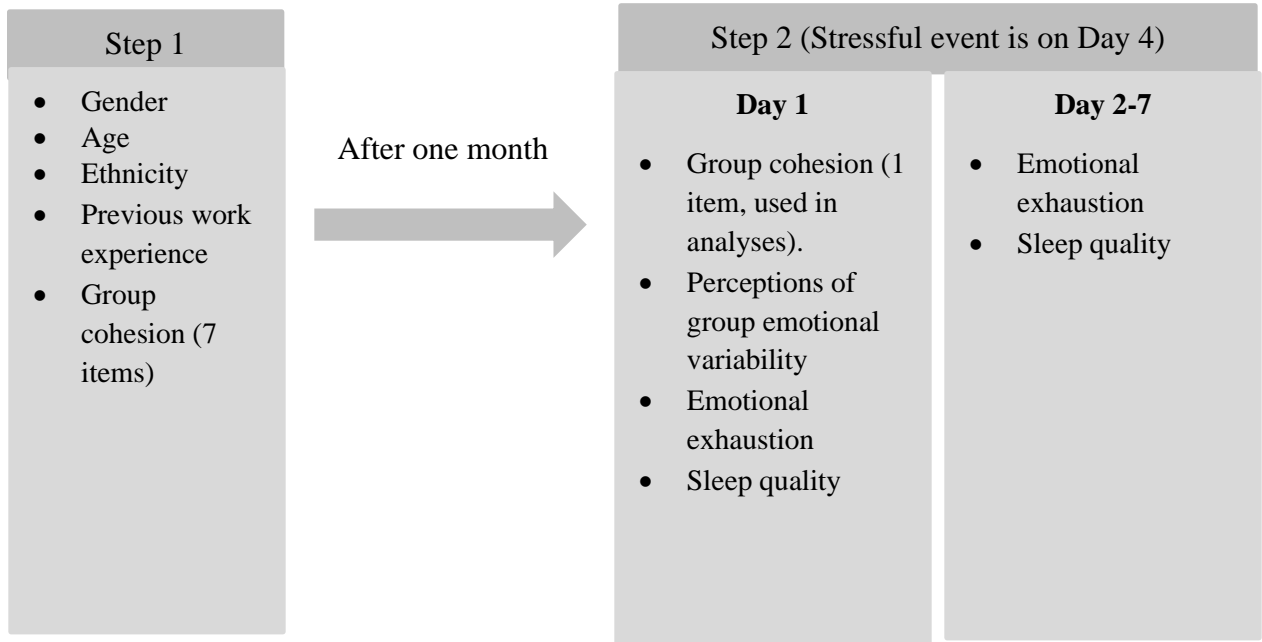 Step 1
• Gender
• Age
• Ethnicity
• Previous work
experience
• Group
cohesion (7
items)
After one month
Step 2 (Stressful event is on Day 4)
Day 1
• Group cohesion (1
item, used in
analyses).
• Perceptions of
group emotional
variability
• Emotional
exhaustion
• Sleep quality
Day 2-7
• Emotional
exhaustion
• Sleep quality